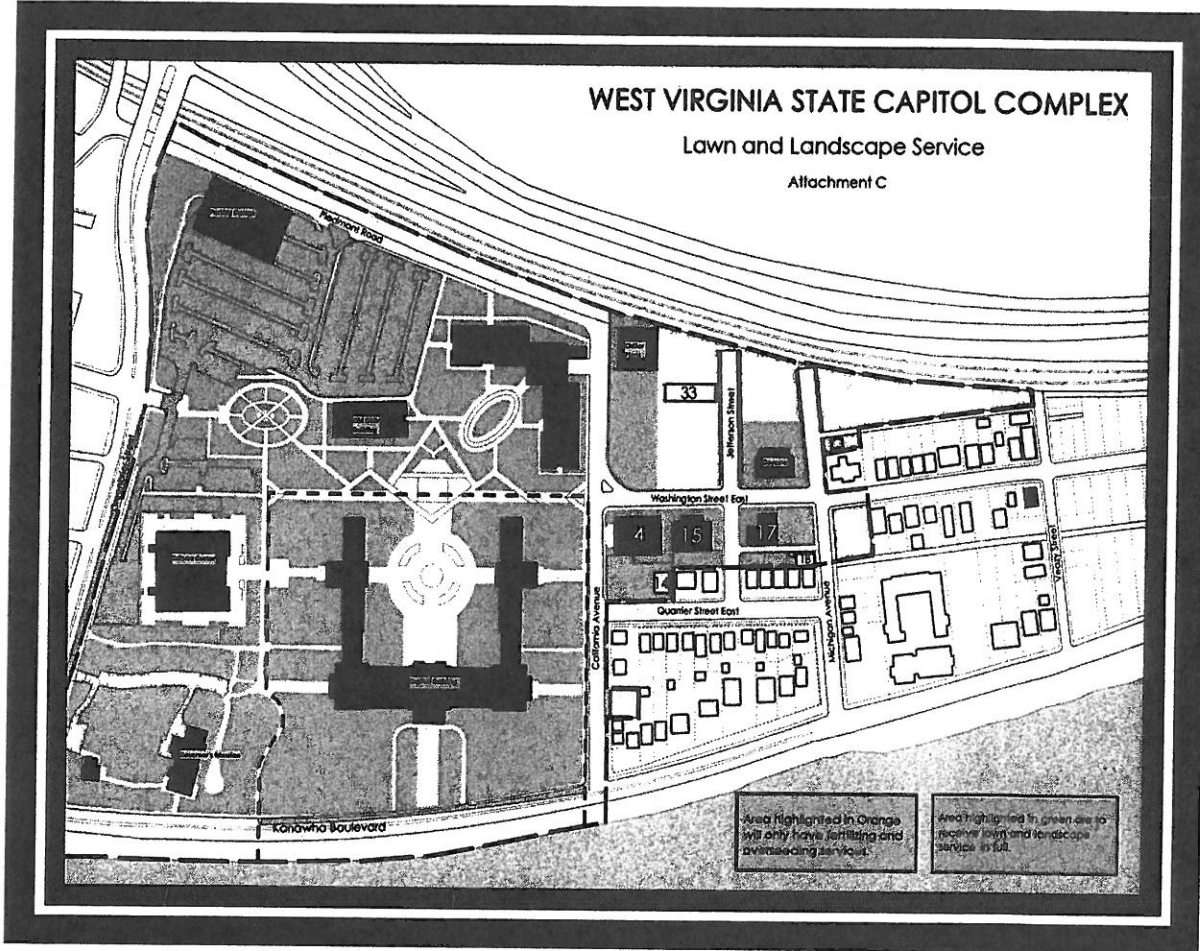 WEST VIRGINIA STATE CAPITOL COMPLEX
Lawn and Landscape Service
Attachment C
Piedmont Road
33
Jefferson Street
Washington Street East
4
15
17
18
Quarrier Street East
California Avenue
Michigan Avenue
Veazy Street
Kanawha Boulevard
Area highlighted in Orange
will only have fertilizing and
overseeding services.
Area highlighted in green are to
receive lawn and landscape
service in full.